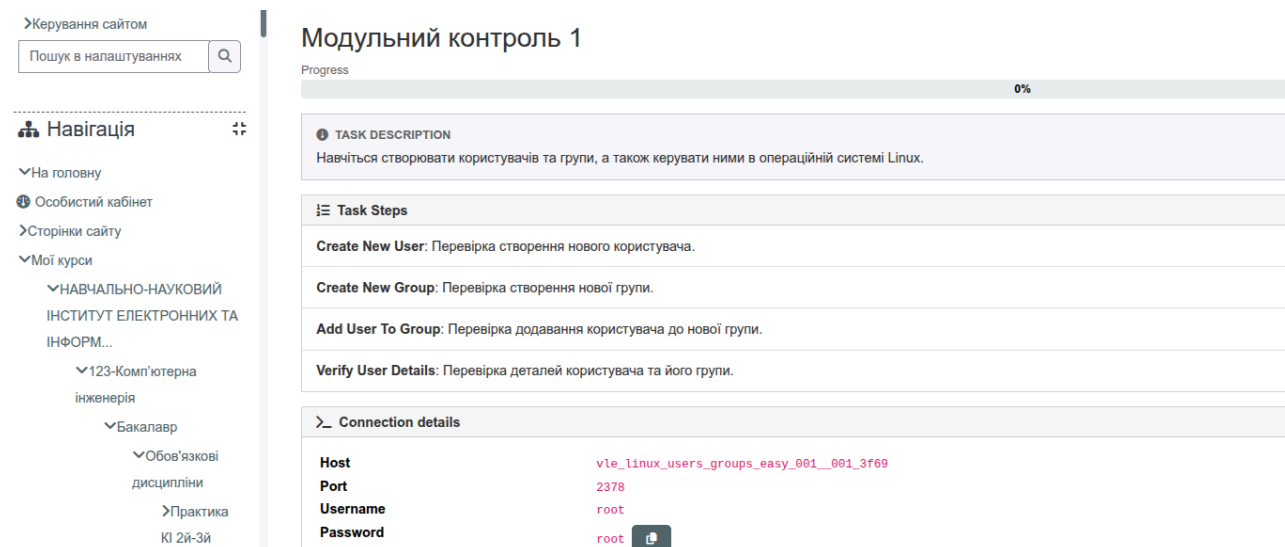 Керування сайтом
Пошук в налаштуваннях
Навігація
На головну
Особистий кабінет
Сторінки сайту
Мої курси
НАВЧАЛЬНО-НАУКОВИЙ
ІНСТИТУТ ЕЛЕКТРОННИХ ТА
ІНФОРМ...
123-Комп'ютерна
інженерія
Бакалавр
Обов'язкові
дисципліни
Практика
КІ 2й-3й
Модульний контроль 1
Progress
0%
TASK DESCRIPTION
Навчіться створювати користувачів та групи, а також керувати ними в операційній системі Linux.
Task Steps
Create New User: Перевірка створення нового користувача.
Create New Group: Перевірка створення нової групи.
Add User To Group: Перевірка додавання користувача до нової групи.
Verify User Details: Перевірка деталей користувача та його групи.
Connection details
Host vle_linux_users_groups_easy_001__001_3f69
Port 2378
Username root
Password root